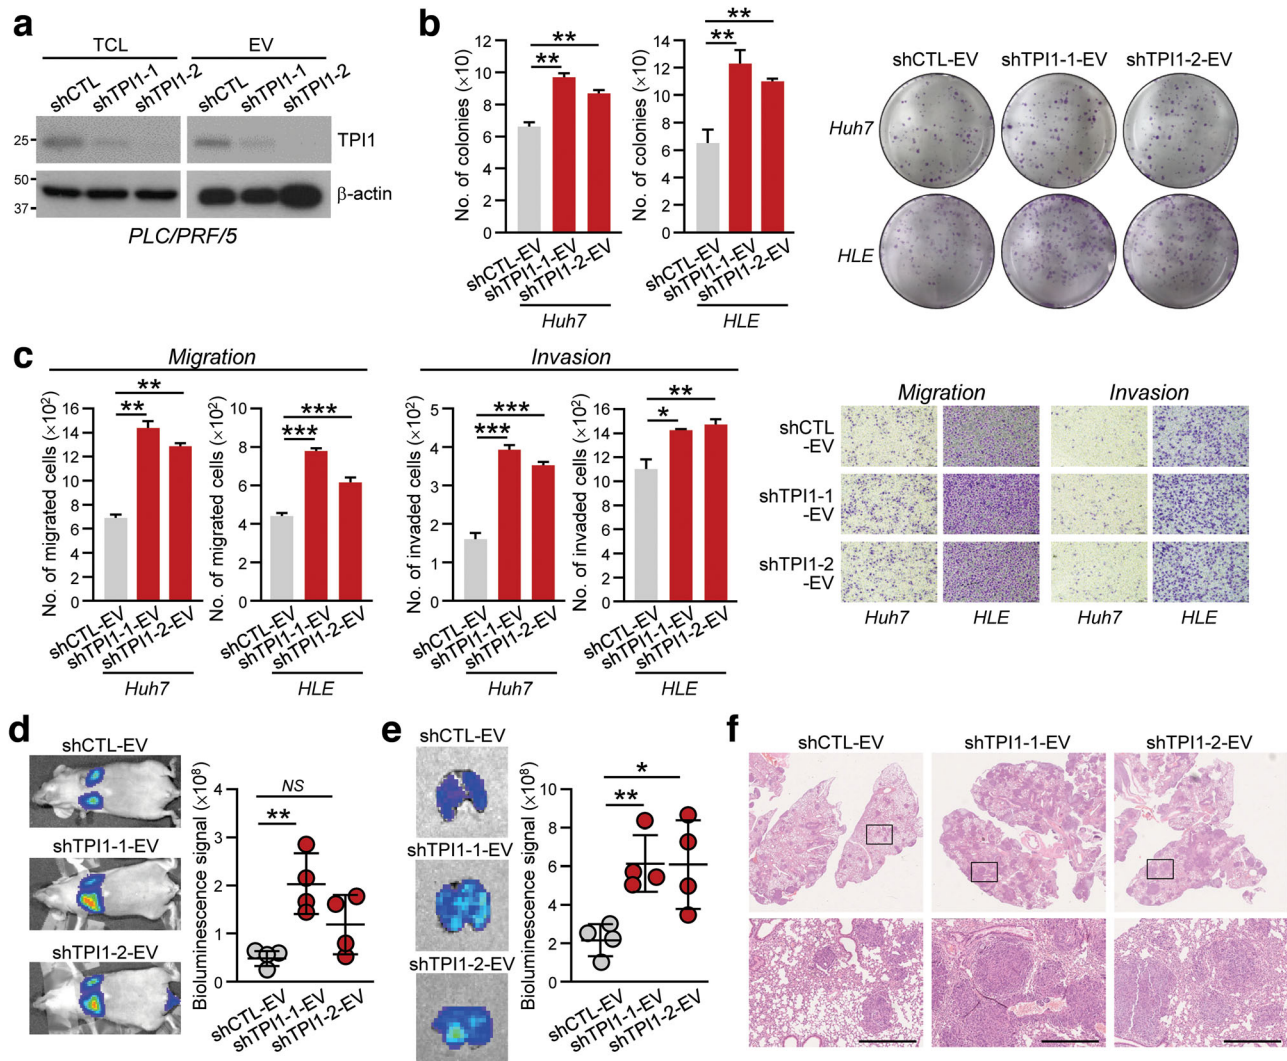 a
TCL EV
shCTL shTPI1-1 shTPI1-2 shCTL shTPI1-1 shTPI1-2
25 TPI1
50
37 β-actin
PLC/PRF/5
b
No. of colonies (×10)
12
10
8
6
4
2
0
** **
shCTL-EV shTPI1-1-EV shTPI1-2-EV
Huh7
No. of colonies (×10)
14
12
10
8
6
4
2
0
** **
shCTL-EV shTPI1-1-EV shTPI1-2-EV
HLE
shCTL-EV shTPI1-1-EV shTPI1-2-EV
Huh7
HLE
c
Migration
No. of migrated cells (×10²)
16
14
12
10
8
6
4
2
0
** **
shCTL-EV shTPI1-1-EV shTPI1-2-EV
Huh7
No. of migrated cells (×10²)
10
8
6
4
2
0
*** ***
shCTL-EV shTPI1-1-EV shTPI1-2-EV
HLE
Invasion
No. of invaded cells (×10²)
5
4
3
2
1
0
*** ***
shCTL-EV shTPI1-1-EV shTPI1-2-EV
Huh7
No. of invaded cells (×10²)
16
14
12
10
8
6
4
2
0
* **
shCTL-EV shTPI1-1-EV shTPI1-2-EV
HLE
Migration Invasion
shCTL
-EV
shTPI1-1
-EV
shTPI1-2
-EV
Huh7 HLE Huh7 HLE
d
shCTL-EV
shTPI1-1-EV
shTPI1-2-EV
Bioluminescence signal (×10⁸)
4
3
2
1
0
** NS
shCTL-EV shTPI1-1-EV shTPI1-2-EV
e
shCTL-EV
shTPI1-1-EV
shTPI1-2-EV
Bioluminescence signal (×10⁸)
10
8
6
4
2
0
** *
shCTL-EV shTPI1-1-EV shTPI1-2-EV
f
shCTL-EV shTPI1-1-EV shTPI1-2-EV